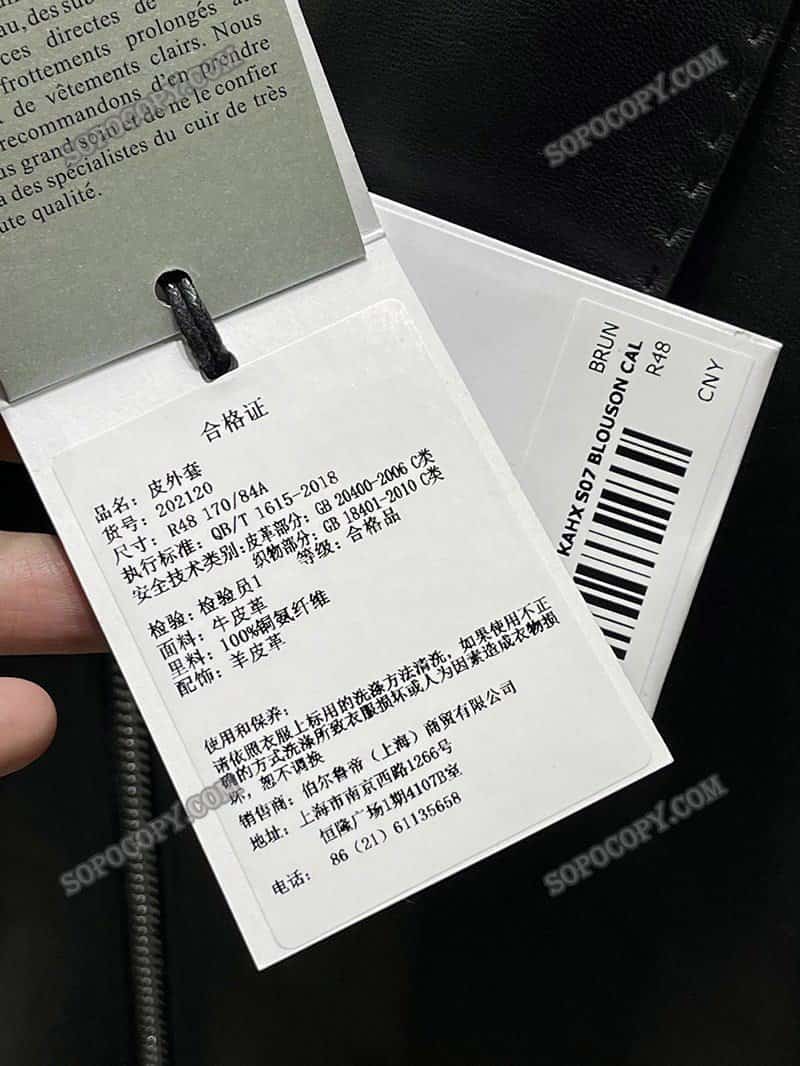 au, des
ces directes de
frottements prolongés
de vêtements clairs. Nous
recommandons d'en prendre
grand soin et de ne le confier
a des spécialistes du cuir de très
ute qualité.
合格证
品名: 皮外套
货号: 202120
尺寸: R48 170/84A
执行标准: QB/T 1615-2018
安全技术类别:皮革部分: GB 20400-2006 C类
织物部分: GB 18401-2010 C类
等级: 合格品
检验: 检验员1
面料: 牛皮革
里料: 100%铜氨纤维
配饰: 羊皮革
使用和保养:
请依照衣服上标用的洗涤方法清洗, 如果使用不正
确的方式洗涤所致衣服损坏或人为因素造成衣物损
坏, 恕不调换
销售商: 伯尔鲁帝 (上海) 商贸有限公司
地址: 上海市南京西路1266号
恒隆广场1期4107B室
电话: 86 (21) 61135658
BRUN
KAHX S07 BLOUSON CAL
R48
CNY
SOPOCOPY.COM
SOPOCOPY.COM
SOPOCOPY.COM
SOPOCOPY.COM